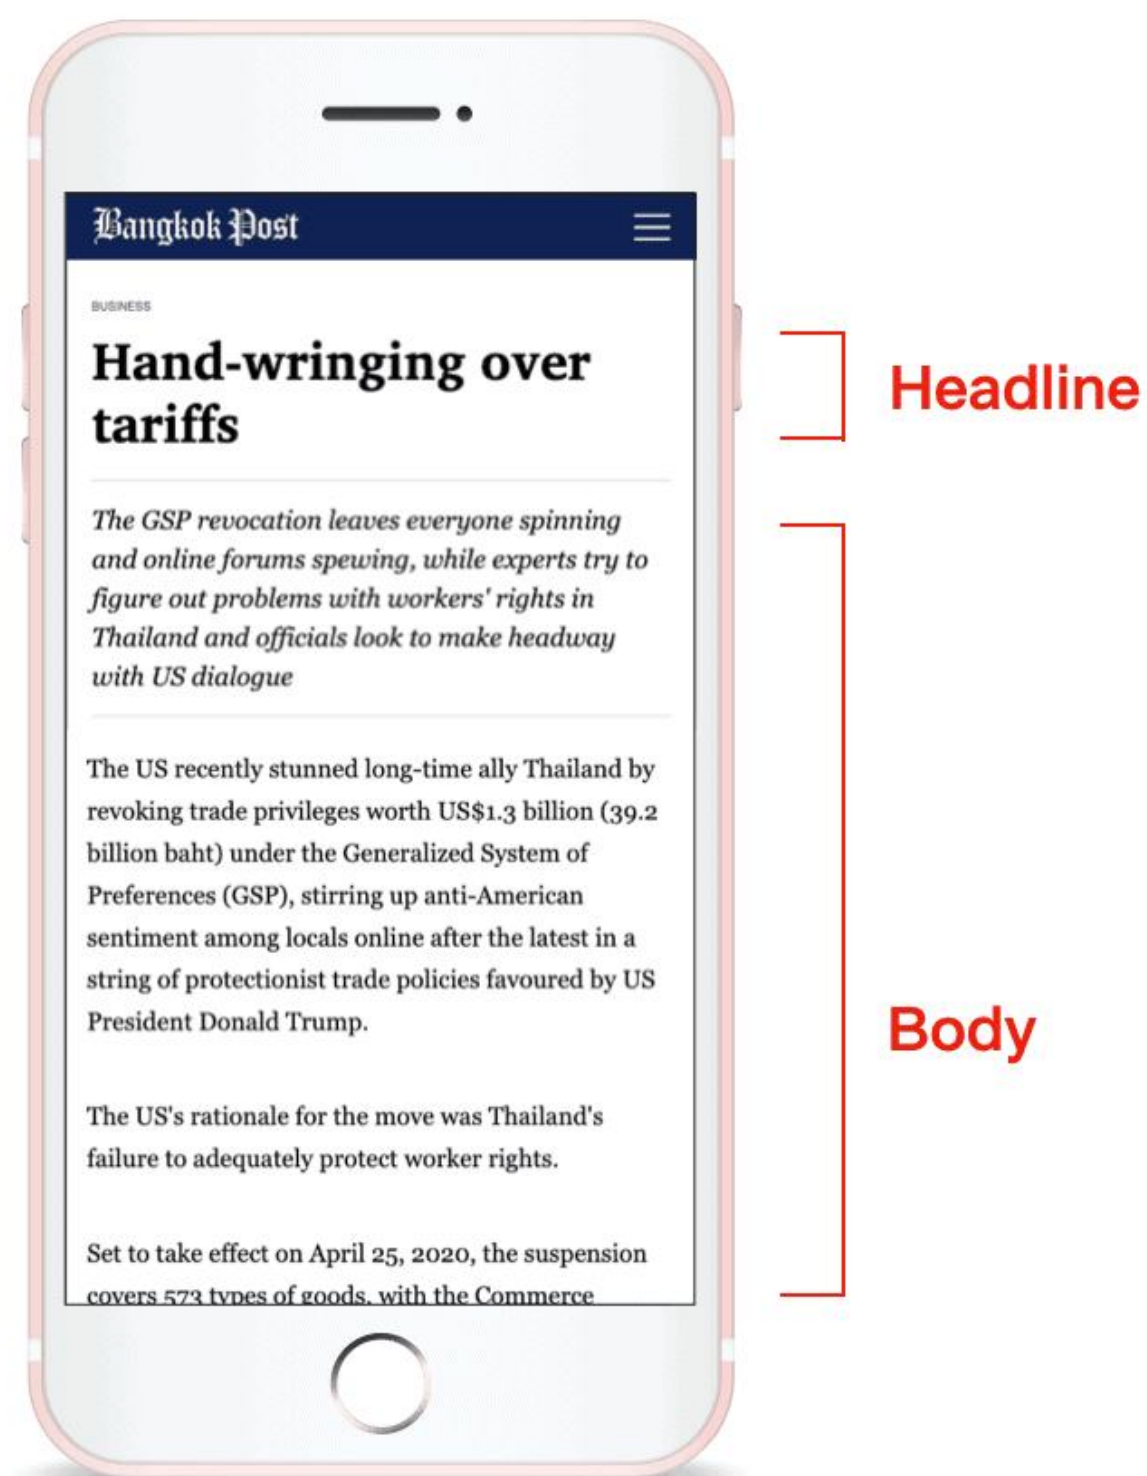 Bangkok Post
BUSINESS
Hand-wringing over
tariffs
Headline
The GSP revocation leaves everyone spinning
and online forums spewing, while experts try to
figure out problems with workers' rights in
Thailand and officials look to make headway
with US dialogue
The US recently stunned long-time ally Thailand by
revoking trade privileges worth US$1.3 billion (39.2
billion baht) under the Generalized System of
Preferences (GSP), stirring up anti-American
sentiment among locals online after the latest in a
string of protectionist trade policies favoured by US
President Donald Trump.
Body
The US's rationale for the move was Thailand's
failure to adequately protect worker rights.
Set to take effect on April 25, 2020, the suspension
covers 573 types of goods, with the Commerce